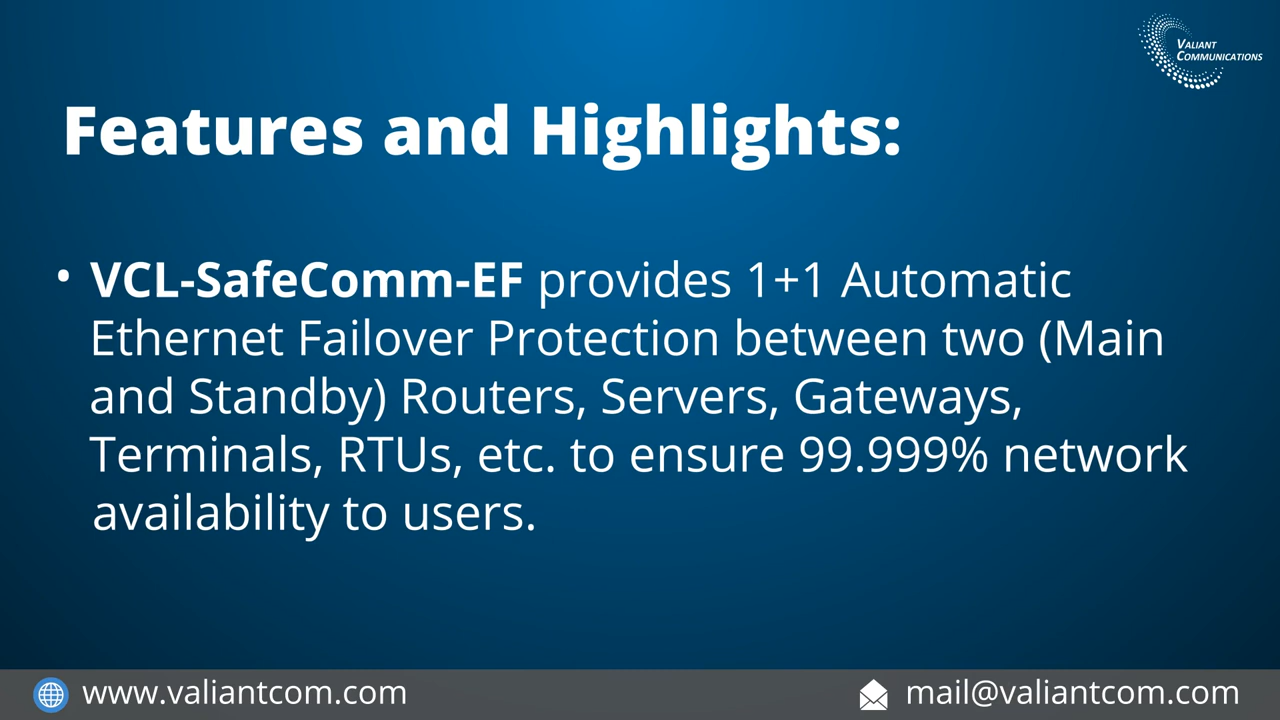 VALIANT
COMMUNICATIONS
Features and Highlights:
• VCL-SafeComm-EF provides 1+1 Automatic
Ethernet Failover Protection between two (Main
and Standby) Routers, Servers, Gateways,
Terminals, RTUs, etc. to ensure 99.999% network
availability to users.
www.valiantcom.com
mail@valiantcom.com